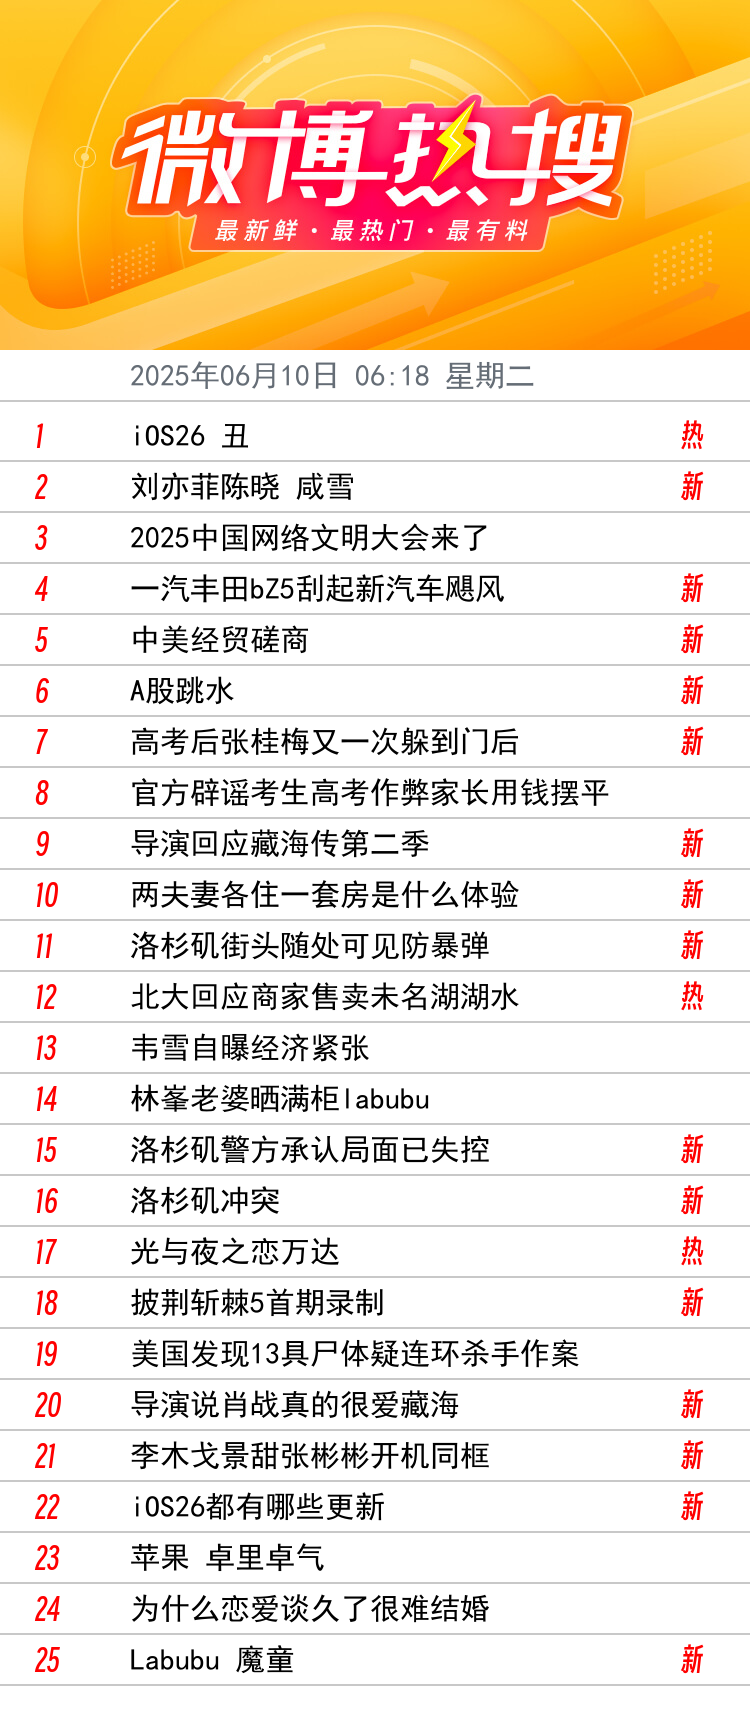 微博热搜
最新鲜·最热门·最有料
2025年06月10日 06:18 星期二
1 iOS26 丑 热
2 刘亦菲陈晓 咸雪 新
3 2025中国网络文明大会来了
4 一汽丰田bZ5刮起新汽车飓风 新
5 中美经贸磋商 新
6 A股跳水 新
7 高考后张桂梅又一次躲到门后 新
8 官方辟谣考生高考作弊家长用钱摆平
9 导演回应藏海传第二季 新
10 两夫妻各住一套房是什么体验 新
11 洛杉矶街头随处可见防暴弹 新
12 北大回应商家售卖未名湖湖水 热
13 韦雪自曝经济紧张
14 林峯老婆晒满柜labubu
15 洛杉矶警方承认局面已失控 新
16 洛杉矶冲突 新
17 光与夜之恋万达 热
18 披荆斩棘5首期录制 新
19 美国发现13具尸体疑连环杀手作案
20 导演说肖战真的很爱藏海 新
21 李木戈景甜张彬彬开机同框 新
22 iOS26都有哪些更新 新
23 苹果 卓里卓气
24 为什么恋爱谈久了很难结婚
25 Labubu 魔童 新